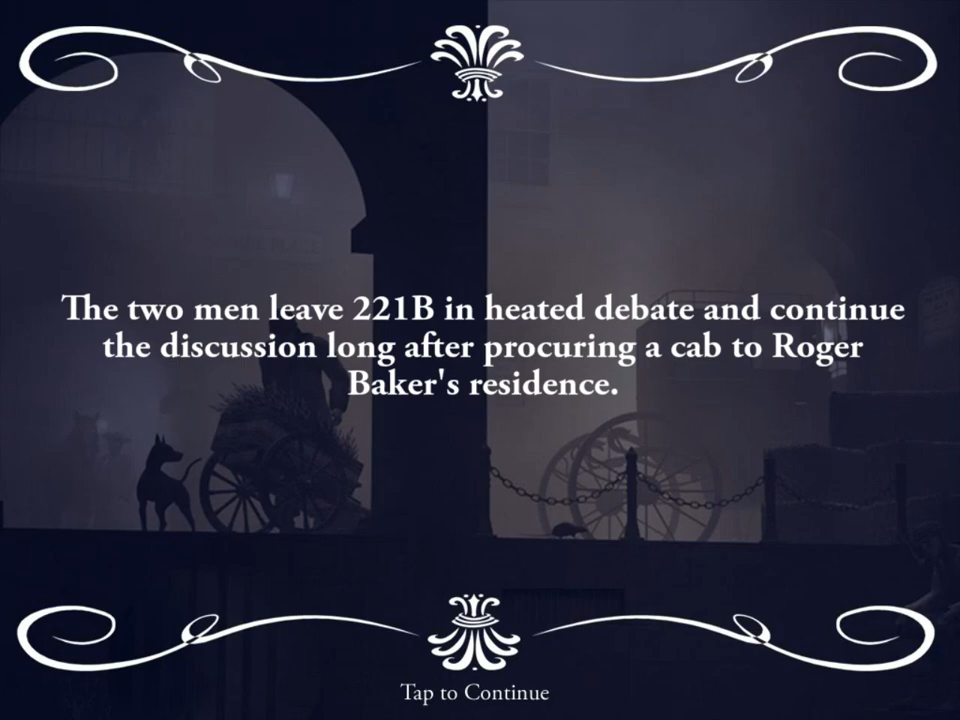 The two men leave 221B in heated debate and continue
the discussion long after procuring a cab to Roger
Baker's residence.
Tap to Continue